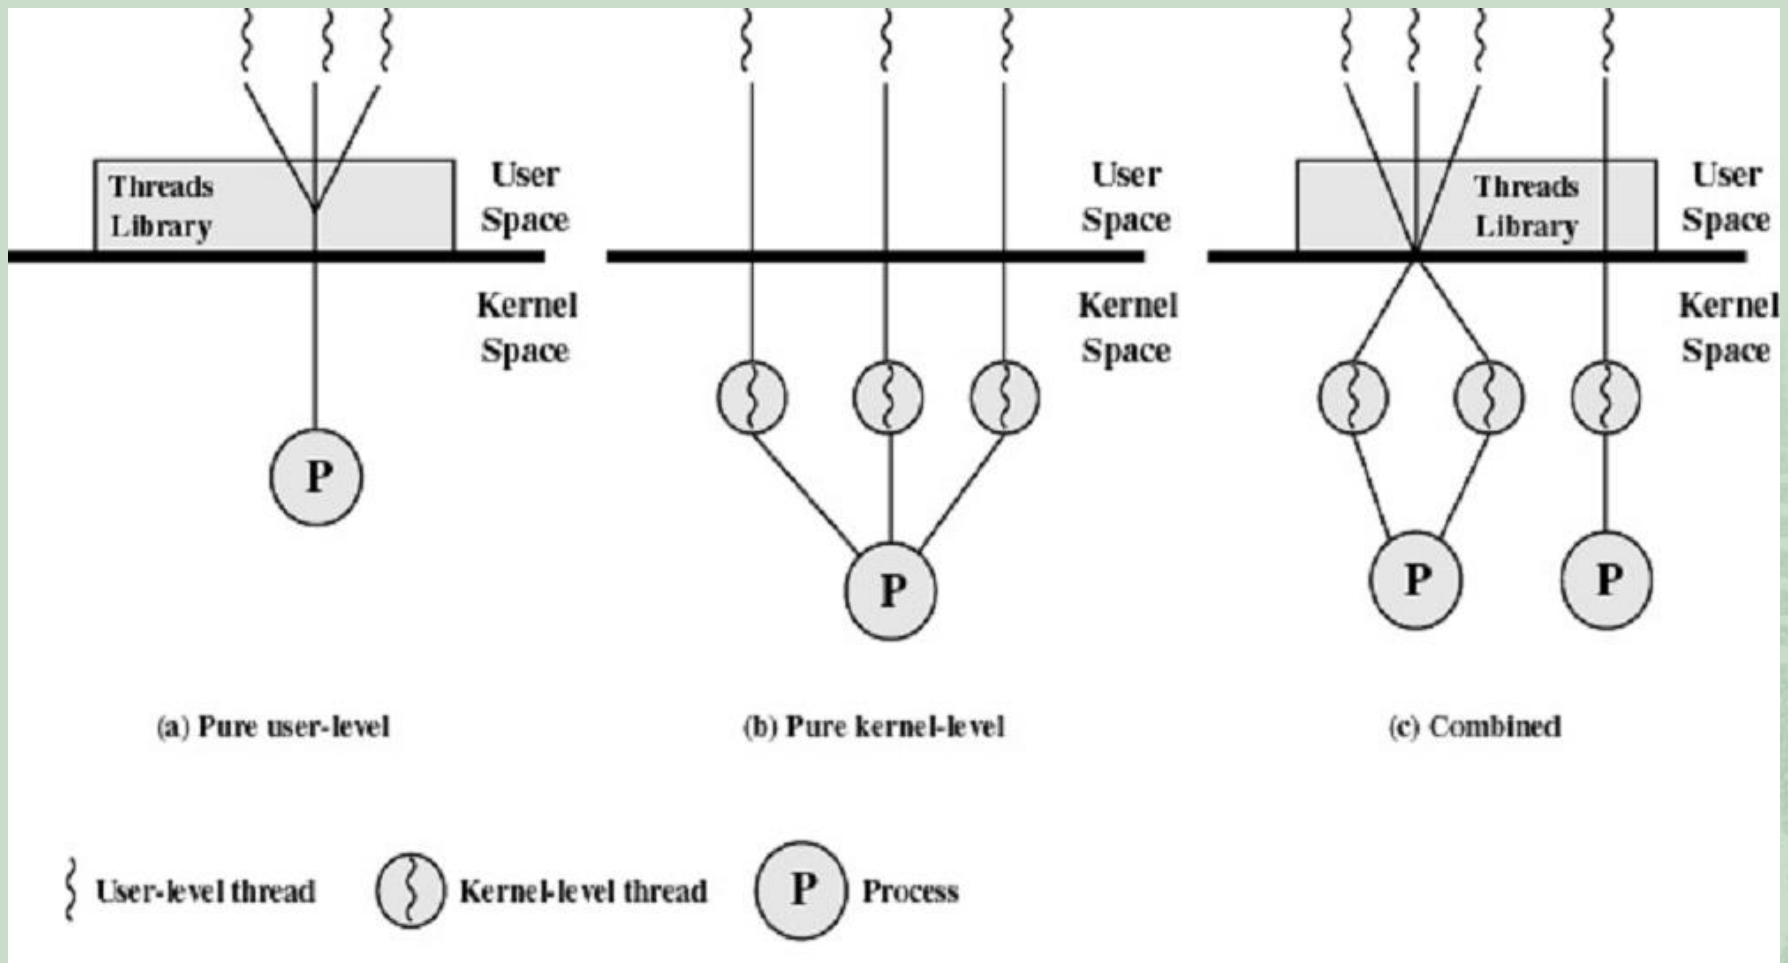 Threads
Library
User
Space
Kernel
Space
P
(a) Pure user-level
User
Space
Kernel
Space
P
(b) Pure kernel-level
Threads
Library
User
Space
Kernel
Space
P
P
(c) Combined
User-level thread
Kernel-level thread
P
Process